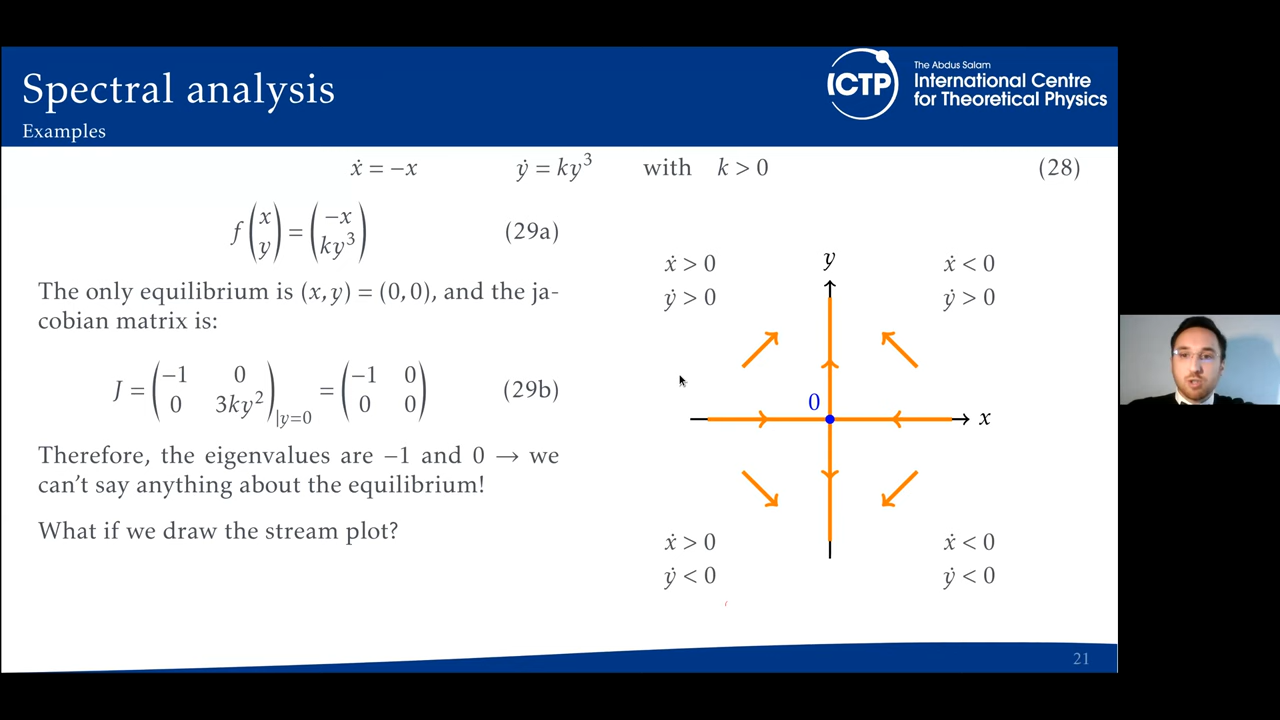 Spectral analysis
Examples
ICTP
The Abdus Salam
International Centre
for Theoretical Physics
ẋ = −x ẏ = ky³ with k > 0 (28)
f(x y) = (−x ky³) (29a)
The only equilibrium is (x, y) = (0, 0), and the ja-
cobian matrix is:
J = (−1 0 0 3ky²)|y=0 = (−1 0 0 0) (29b)
Therefore, the eigenvalues are −1 and 0 → we
can't say anything about the equilibrium!
What if we draw the stream plot?
y
ẋ > 0 ẋ < 0
ẏ > 0 ẏ > 0
0
x
ẋ > 0 ẋ < 0
ẏ < 0 ẏ < 0
21